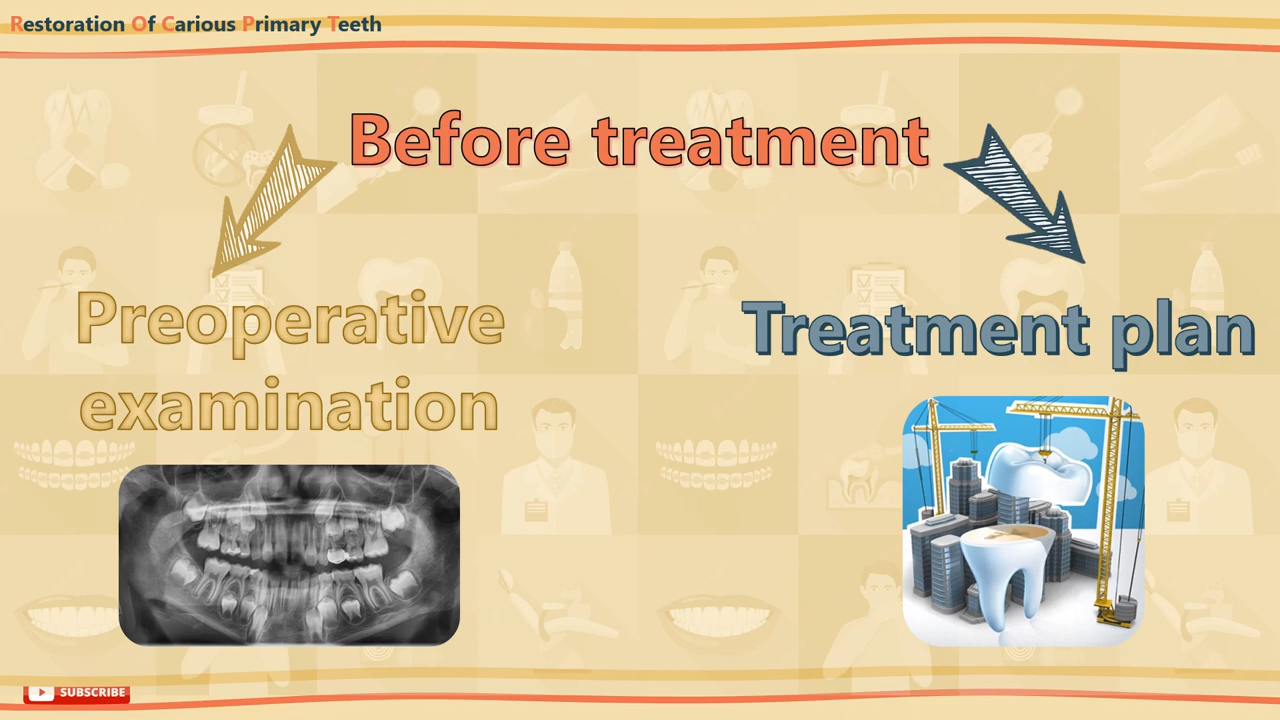 Restoration Of Carious Primary Teeth
Before treatment
Preoperative
examination
Treatment plan
SUBSCRIBE